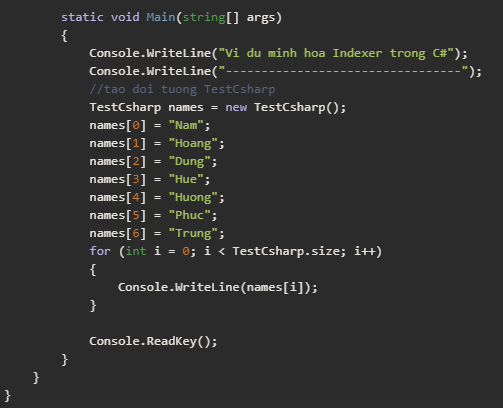 static void Main(string[] args)
{
Console.WriteLine("Vi du minh hoa Indexer trong C#");
Console.WriteLine("---------------------------------");
//tao doi tuong TestCsharp
TestCsharp names = new TestCsharp();
names[0] = "Nam";
names[1] = "Hoang";
names[2] = "Dung";
names[3] = "Hue";
names[4] = "Huong";
names[5] = "Phuc";
names[6] = "Trung";
for (int i = 0; i < TestCsharp.size; i++)
{
Console.WriteLine(names[i]);
}
Console.ReadKey();
}
}
}